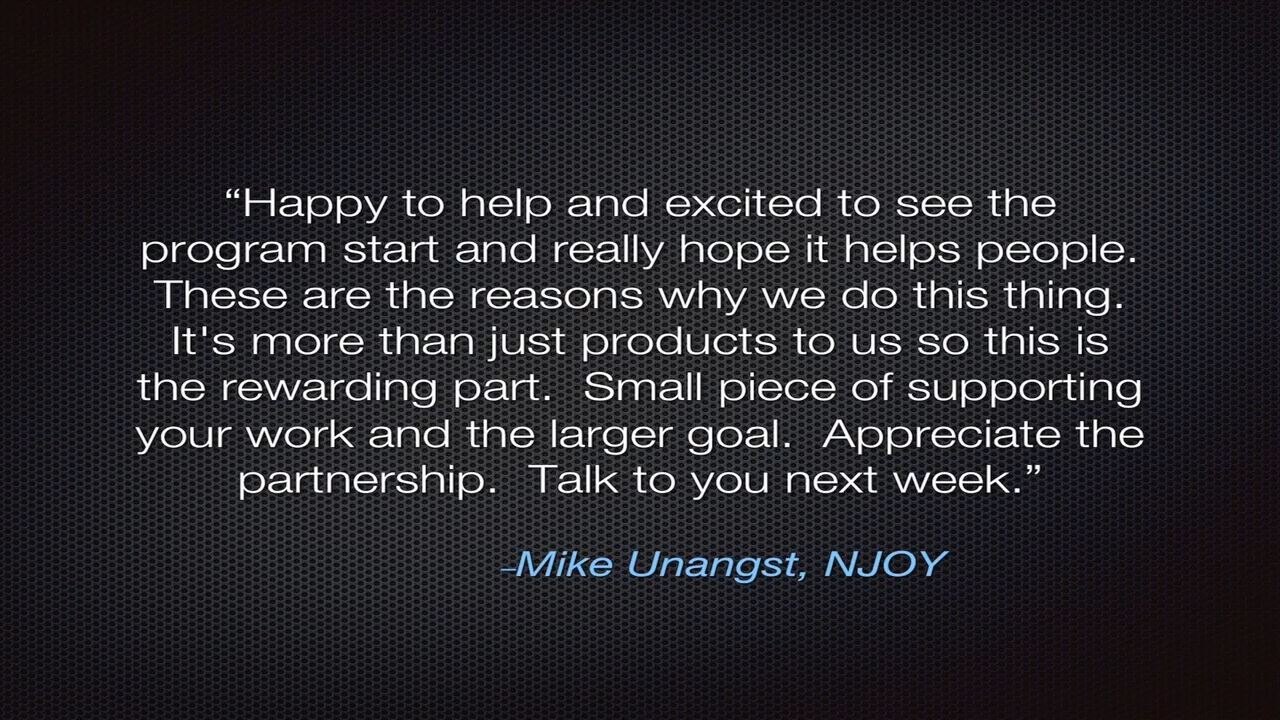 “Happy to help and excited to see the
program start and really hope it helps people.
These are the reasons why we do this thing.
It's more than just products to us so this is
the rewarding part.  Small piece of supporting
your work and the larger goal.  Appreciate the
partnership.  Talk to you next week.”
–Mike Unangst, NJOY